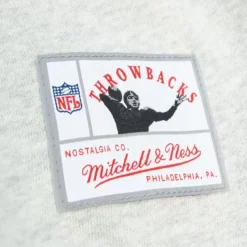 THROWBACKS
NFL
NOSTALGIA CO.
Mitchell & Ness
PHILADELPHIA, PA.